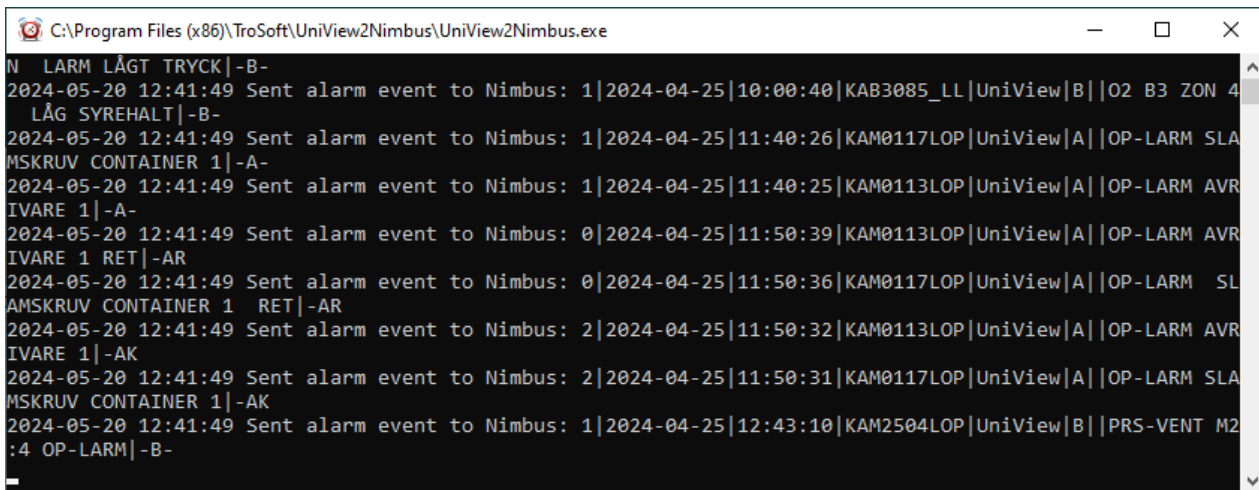 C:\Program Files (x86)\TroSoft\UniView2Nimbus\UniView2Nimbus.exe
N  LARM LÅGT TRYCK|-B-
2024-05-20 12:41:49 Sent alarm event to Nimbus: 1|2024-04-25|10:00:40|KAB3085_LL|UniView|B||O2 B3 ZON 4
  LÅG SYREHALT|-B-
2024-05-20 12:41:49 Sent alarm event to Nimbus: 1|2024-04-25|11:40:26|KAM0117LOP|UniView|A||OP-LARM SLA
MSKRUV CONTAINER 1|-A-
2024-05-20 12:41:49 Sent alarm event to Nimbus: 1|2024-04-25|11:40:25|KAM0113LOP|UniView|A||OP-LARM AVR
IVARE 1|-A-
2024-05-20 12:41:49 Sent alarm event to Nimbus: 0|2024-04-25|11:50:39|KAM0113LOP|UniView|A||OP-LARM AVR
IVARE 1 RET|-AR
2024-05-20 12:41:49 Sent alarm event to Nimbus: 0|2024-04-25|11:50:36|KAM0117LOP|UniView|A||OP-LARM  SL
AMSKRUV CONTAINER 1  RET|-AR
2024-05-20 12:41:49 Sent alarm event to Nimbus: 2|2024-04-25|11:50:32|KAM0113LOP|UniView|A||OP-LARM AVR
IVARE 1|-AK
2024-05-20 12:41:49 Sent alarm event to Nimbus: 2|2024-04-25|11:50:31|KAM0117LOP|UniView|A||OP-LARM SLA
MSKRUV CONTAINER 1|-AK
2024-05-20 12:41:49 Sent alarm event to Nimbus: 1|2024-04-25|12:43:10|KAM2504LOP|UniView|B||PRS-VENT M2
:4 OP-LARM|-B-